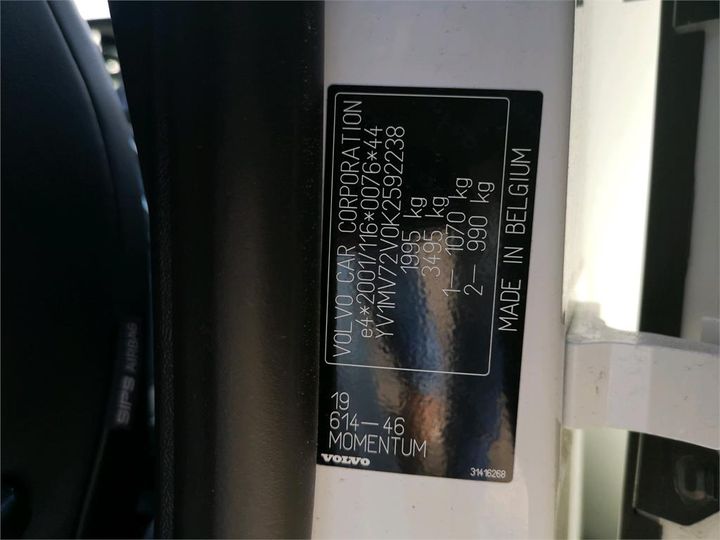 VOLVO CAR CORPORATION
e4*2001/116*0076*44
YV1MV72V0K2592238
1995 kg
3495 kg
1- 1070 kg
2- 990 kg
MADE IN BELGIUM
19
614-46
MOMENTUM
VOLVO
31416268
SIPS AIRBAG